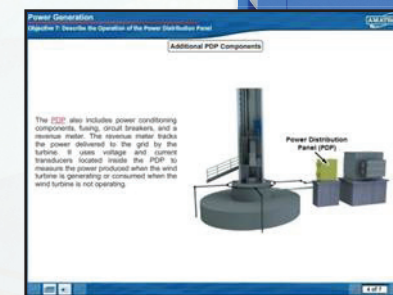 Power Generation
Objective 7: Describe the Operation of the Power Distribution Panel
AMATROL
Additional PDP Components
The PDP also includes power conditioning
components, fusing, circuit breakers, and a
revenue meter. The revenue meter tracks
the power delivered to the grid by the
turbine. It uses voltage and current
transducers located inside the PDP to
measure the power produced when the wind
turbine is generating or consumed when the
wind turbine is not operating.
Power Distribution
Panel (PDP)
4 of 7